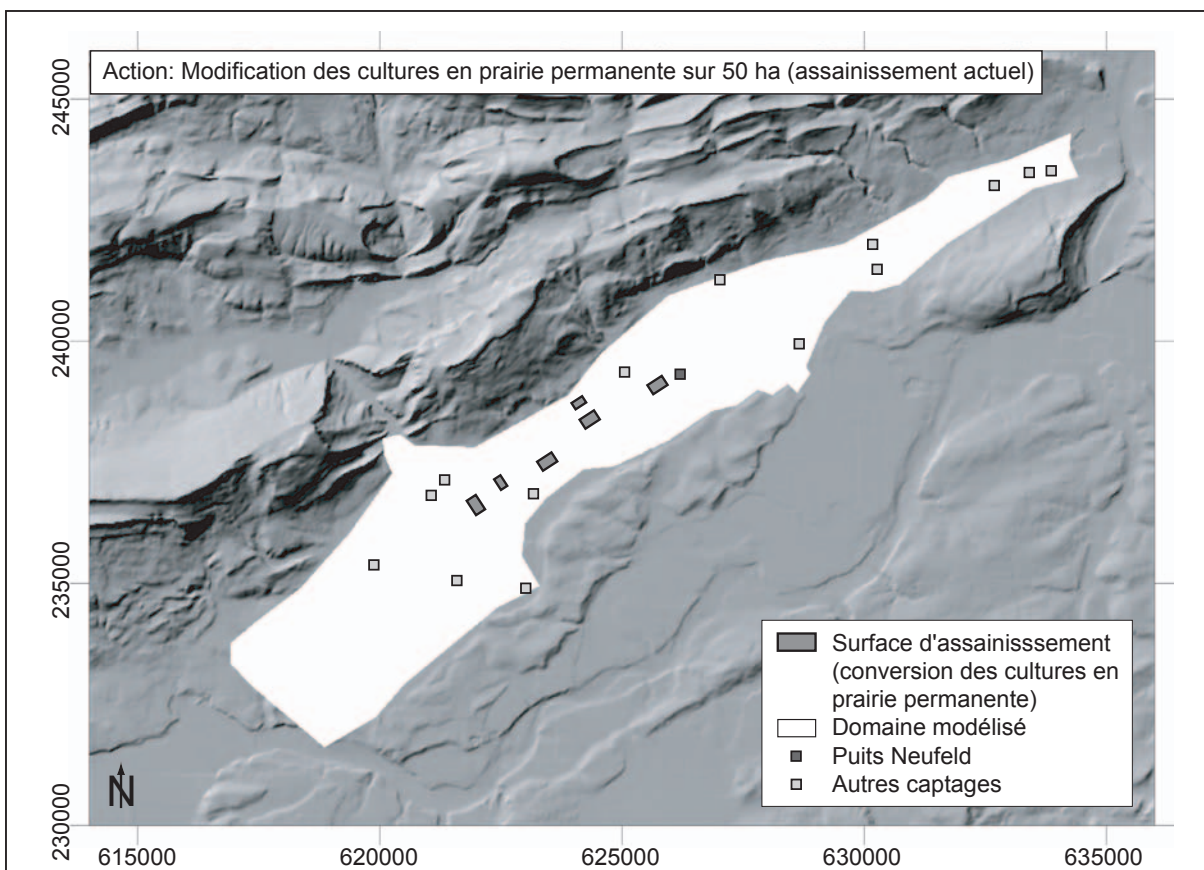 Action: Modification des cultures en prairie permanente sur 50 ha (assainissement actuel)
245000
240000
235000
230000
Surface d'assainisssement
(conversion des cultures en
prairie permanente)
Domaine modélisé
Puits Neufeld
Autres captages
N
615000
620000
625000
630000
635000